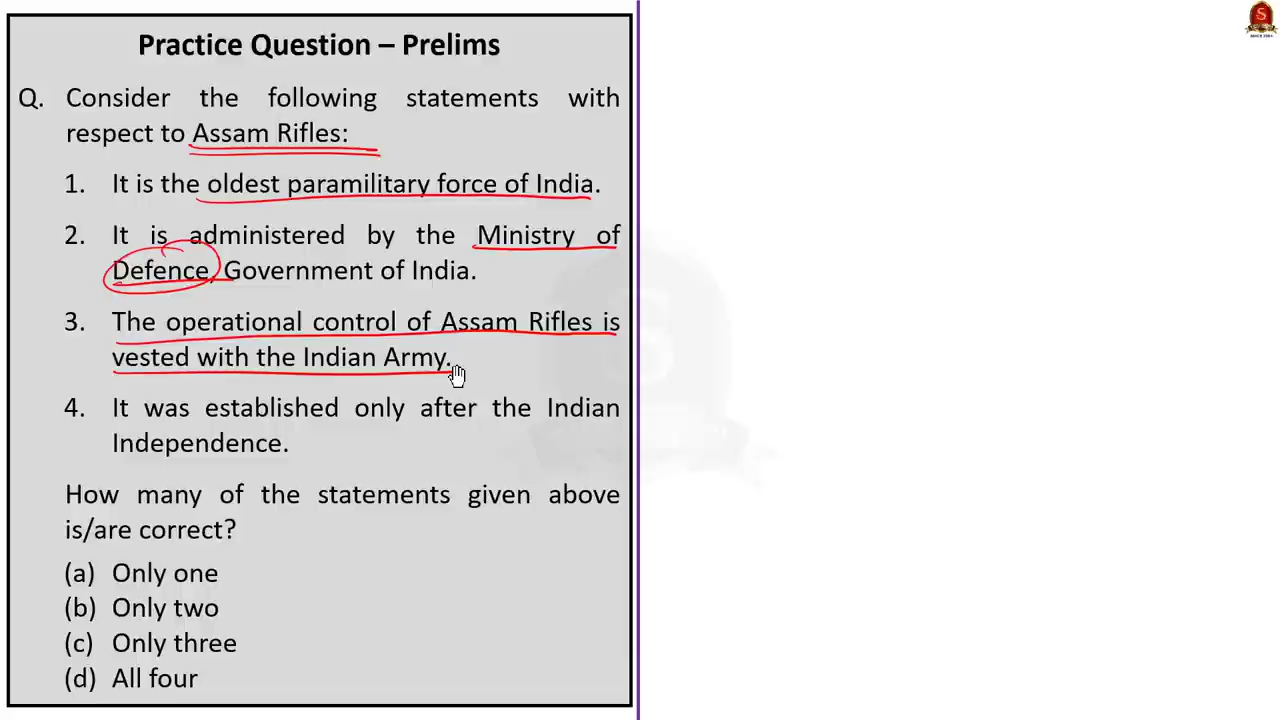 Practice Question – Prelims
Q. Consider the following statements with
respect to Assam Rifles:
1. It is the oldest paramilitary force of India.
2. It is administered by the Ministry of
Defence, Government of India.
3. The operational control of Assam Rifles is
vested with the Indian Army.
4. It was established only after the Indian
Independence.
How many of the statements given above
is/are correct?
(a) Only one
(b) Only two
(c) Only three
(d) All four
S
SINCE 2004